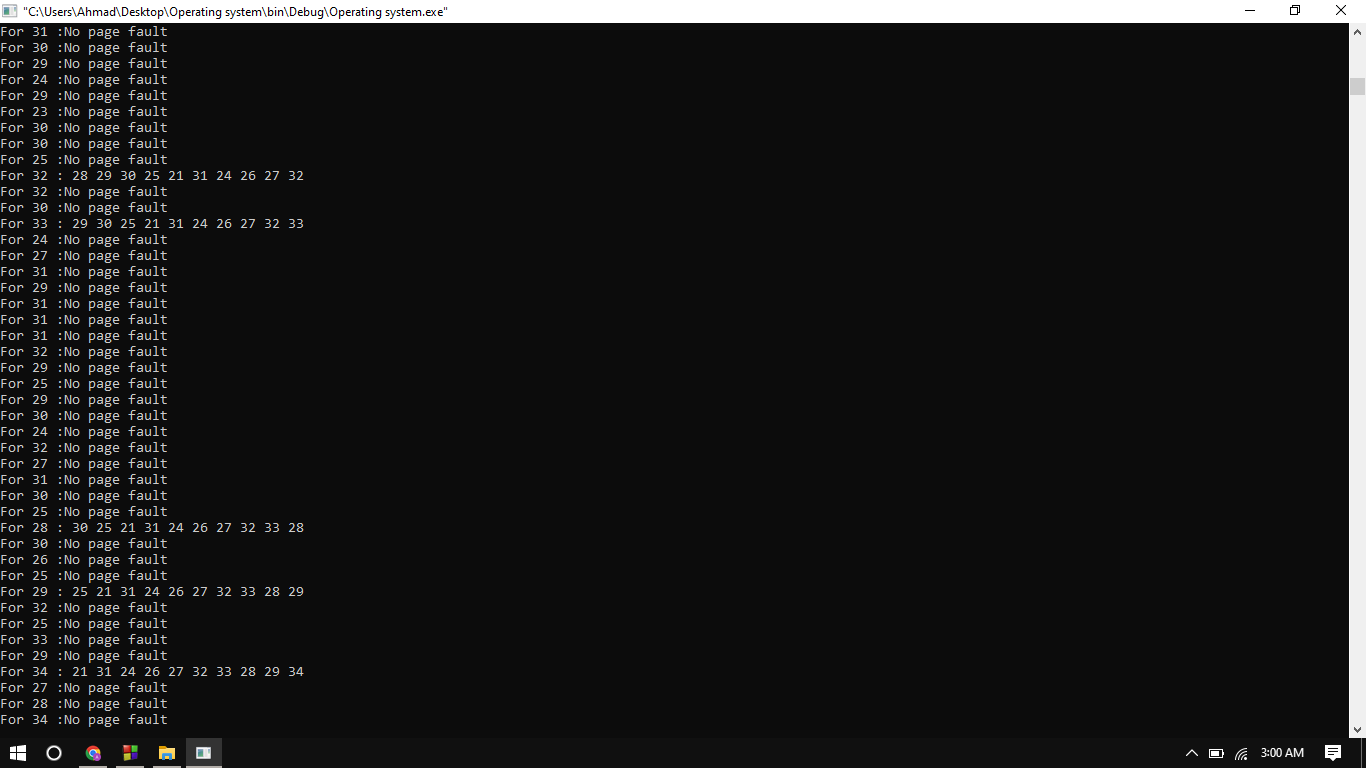 "C:\Users\Ahmad\Desktop\Operating system\bin\Debug\Operating system.exe"
For 31 :No page fault
For 30 :No page fault
For 29 :No page fault
For 24 :No page fault
For 29 :No page fault
For 23 :No page fault
For 30 :No page fault
For 30 :No page fault
For 25 :No page fault
For 32 : 28 29 30 25 21 31 24 26 27 32
For 32 :No page fault
For 30 :No page fault
For 33 : 29 30 25 21 31 24 26 27 32 33
For 24 :No page fault
For 27 :No page fault
For 31 :No page fault
For 29 :No page fault
For 31 :No page fault
For 31 :No page fault
For 31 :No page fault
For 32 :No page fault
For 29 :No page fault
For 25 :No page fault
For 29 :No page fault
For 30 :No page fault
For 24 :No page fault
For 32 :No page fault
For 27 :No page fault
For 31 :No page fault
For 30 :No page fault
For 25 :No page fault
For 28 : 30 25 21 31 24 26 27 32 33 28
For 30 :No page fault
For 26 :No page fault
For 25 :No page fault
For 29 : 25 21 31 24 26 27 32 33 28 29
For 32 :No page fault
For 25 :No page fault
For 33 :No page fault
For 29 :No page fault
For 34 : 21 31 24 26 27 32 33 28 29 34
For 27 :No page fault
For 28 :No page fault
For 34 :No page fault
3:00 AM